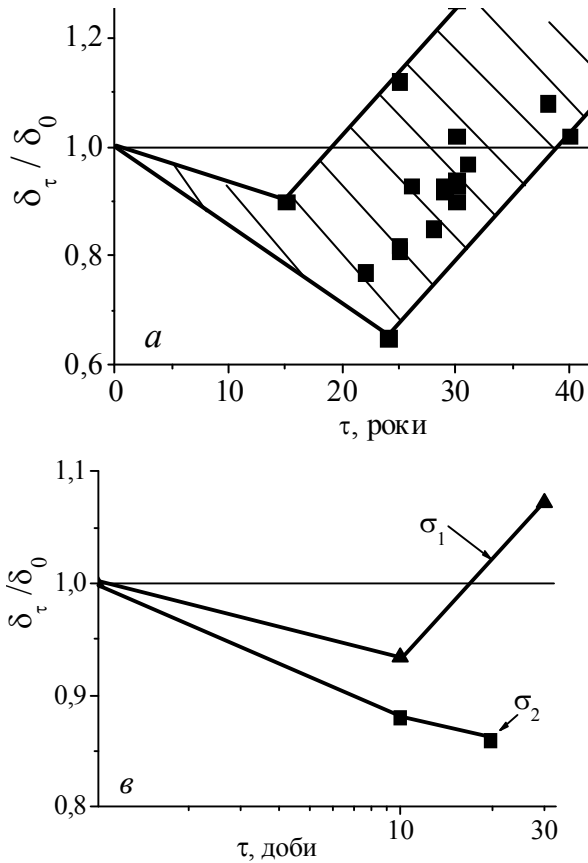 δτ / δ0
1,2
1,0
0,8
0,6
а
0 10 20 30 40
τ, роки
δτ/δ0
1,1
1,0
0,9
0,8
σ1
σ2
в
10 30
τ, доби